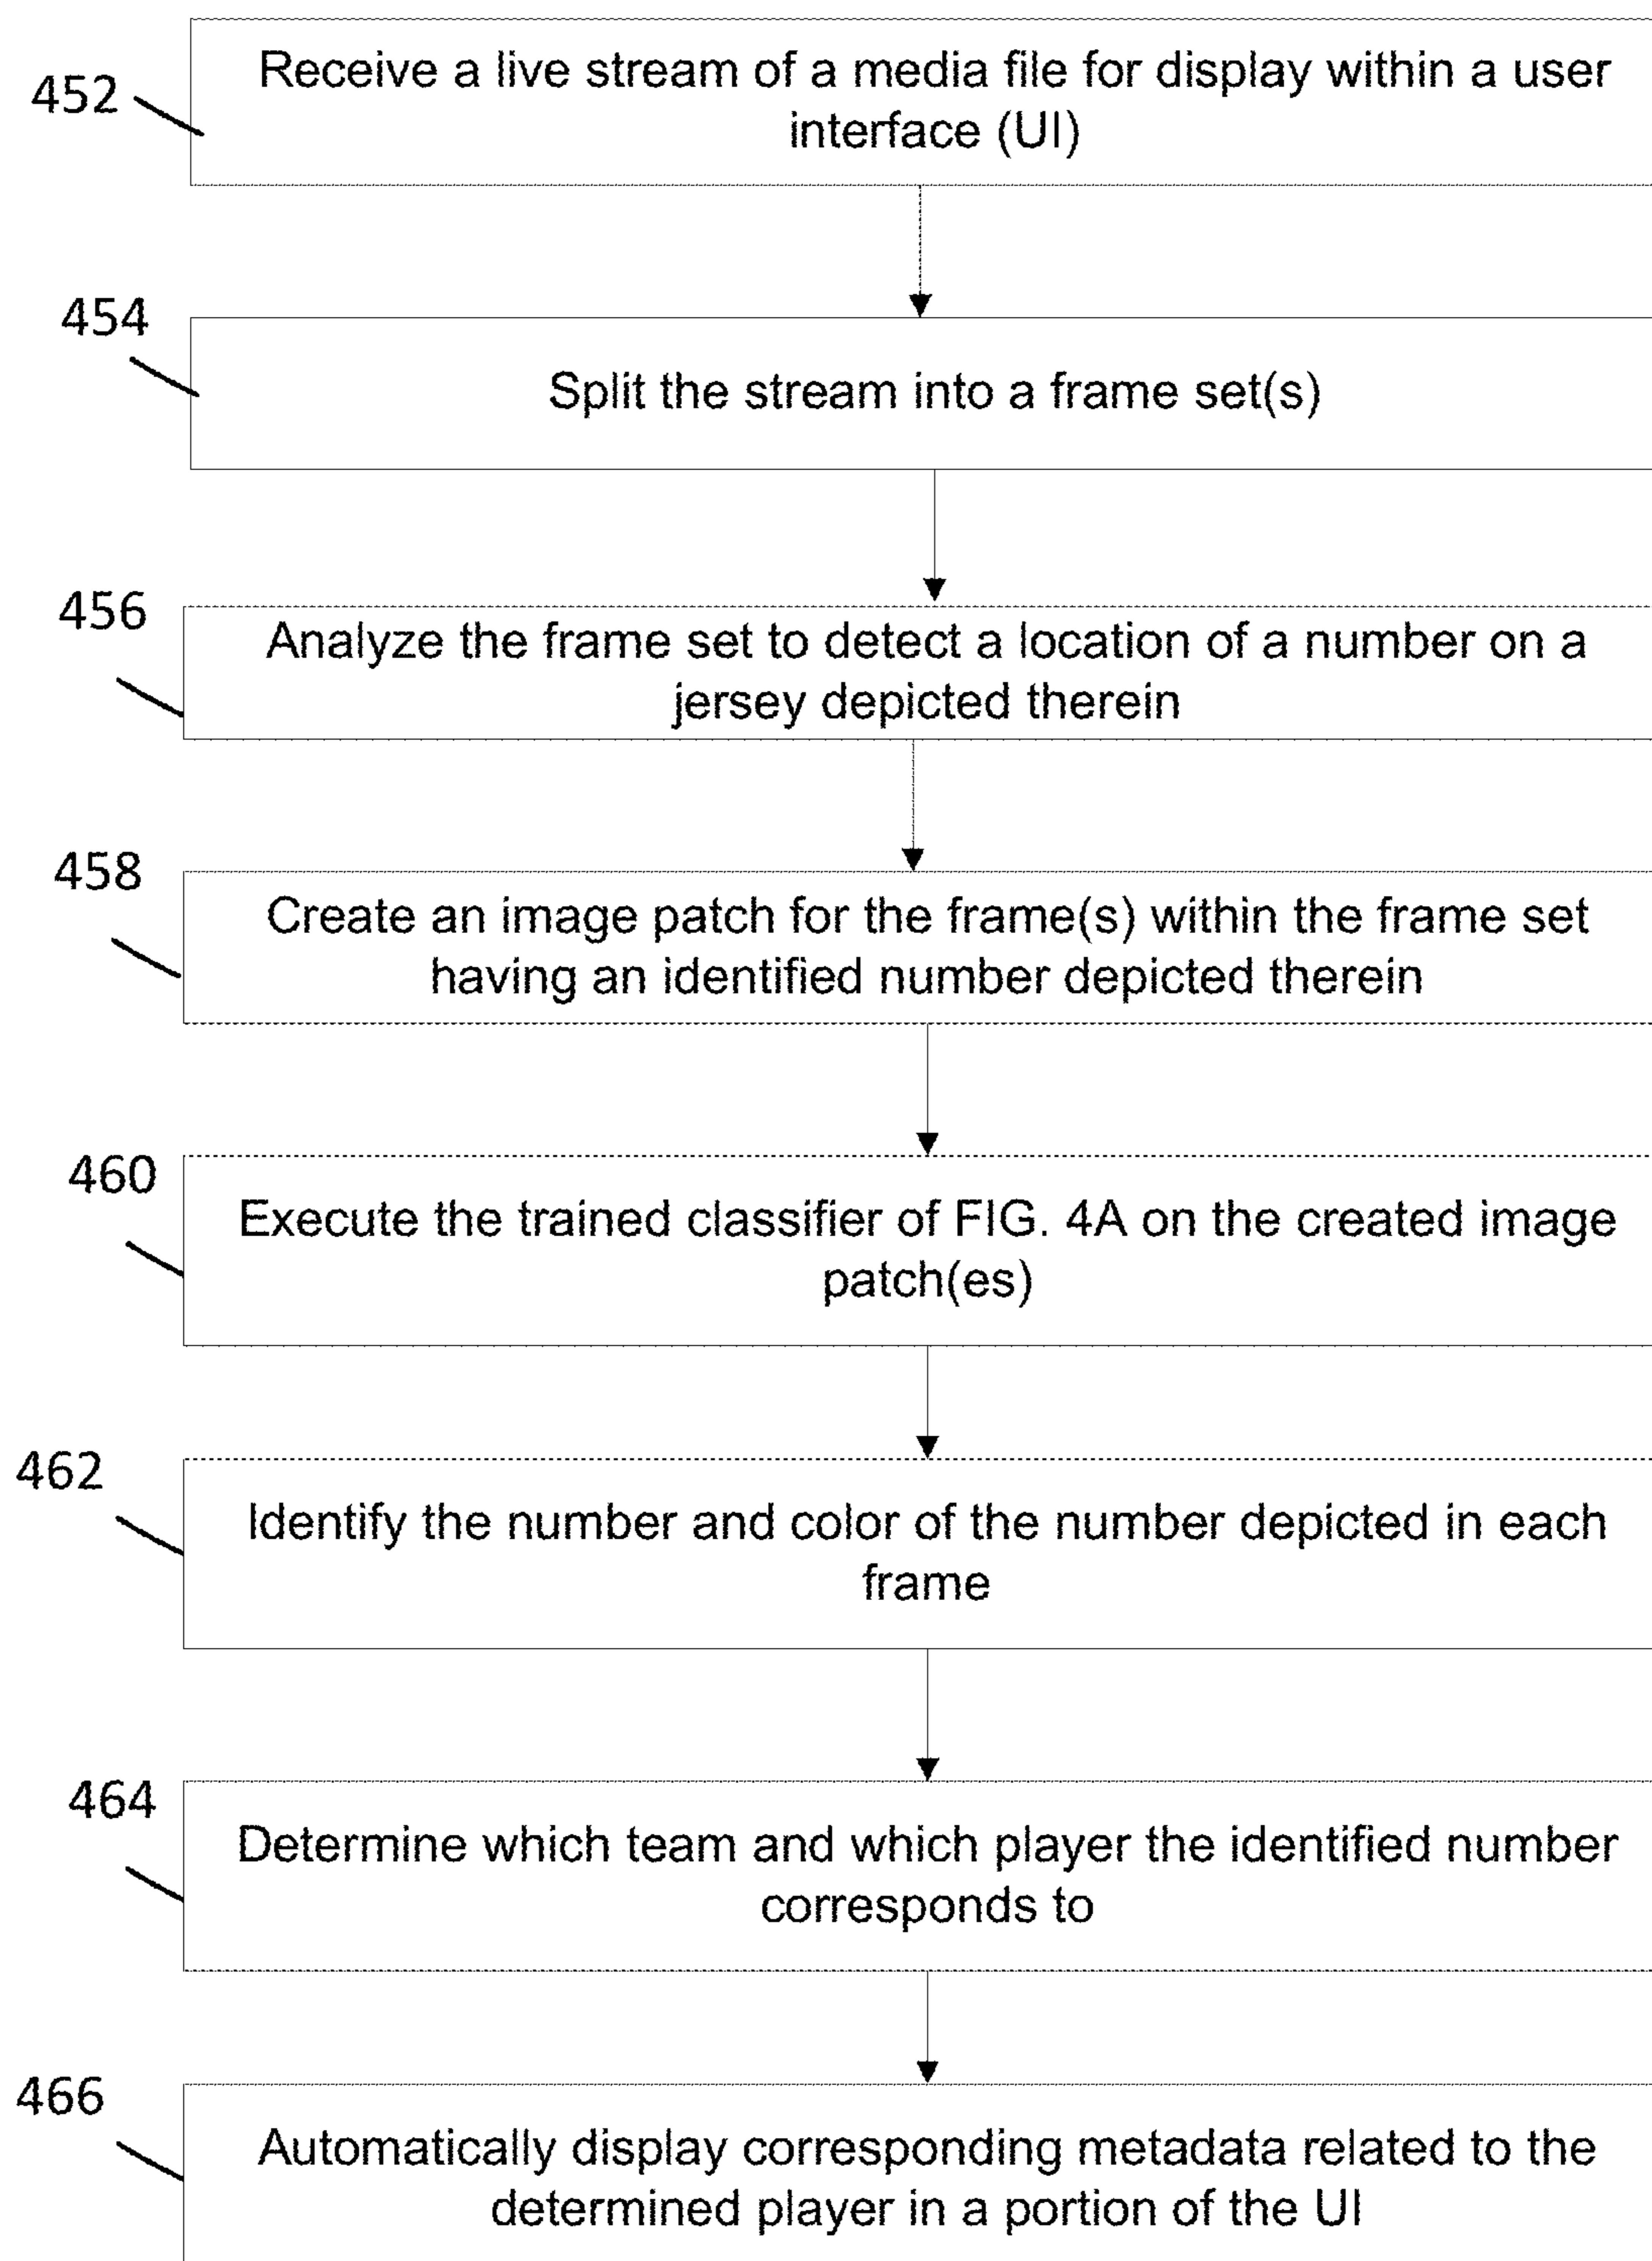 452
Receive a live stream of a media file for display within a user
interface (UI)
454
Split the stream into a frame set(s)
456
Analyze the frame set to detect a location of a number on a
jersey depicted therein
458
Create an image patch for the frame(s) within the frame set
having an identified number depicted therein
460
Execute the trained classifier of FIG. 4A on the created image
patch(es)
462
Identify the number and color of the number depicted in each
frame
464
Determine which team and which player the identified number
corresponds to
466
Automatically display corresponding metadata related to the
determined player in a portion of the UI